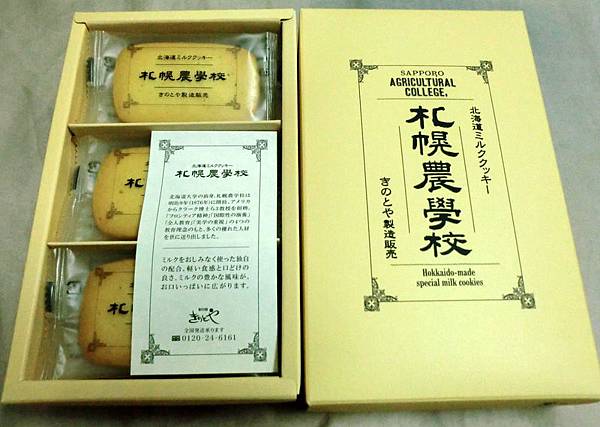 北海道ミルククッキー
札幌農學校
きのとや製造販売
札
札幌
北海道ミルククッキー
札幌農學校
北海道大学の前身、札幌農学校は
明治9年(1876年)に開校。アメリカ
からクラーク博士ら3教授を招聘。
「フロンティア精神」「国際性の涵養」
「全人教育」「実学の重視」の4つの
教育理念のもと、多くの優れた人材
を世に送り出しました。
ミルクをおしみなく使った独自
の配合。軽い食感と口どけの
良さ、ミルクの豊かな風味が、
お口いっぱいに広がります。
きのとや
全国発送承ります
0120-24-6161
SAPPORO
AGRICULTURAL
COLLEGE
北海道ミルククッキー
札幌農學校
きのとや製造販売
Hokkaido-made
special milk cookies